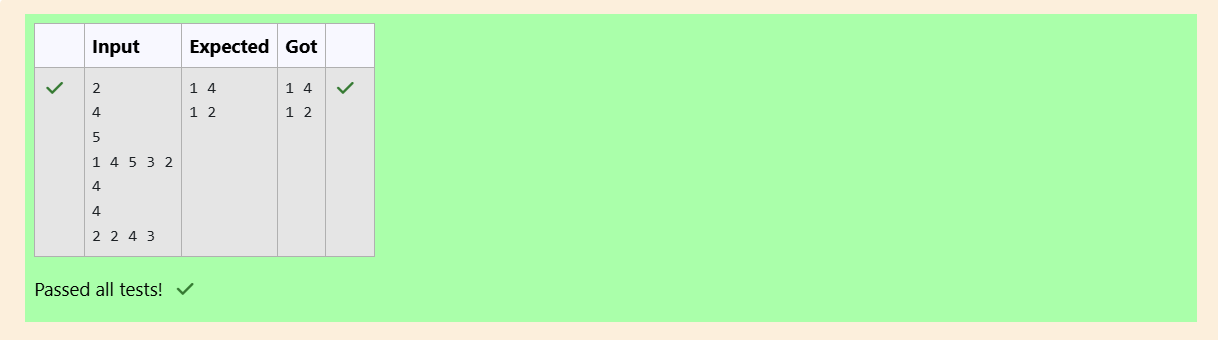 Input Expected Got
2 1 4 1 4
4 1 2 1 2
5
1 4 5 3 2
4
4
2 2 4 3
Passed all tests!